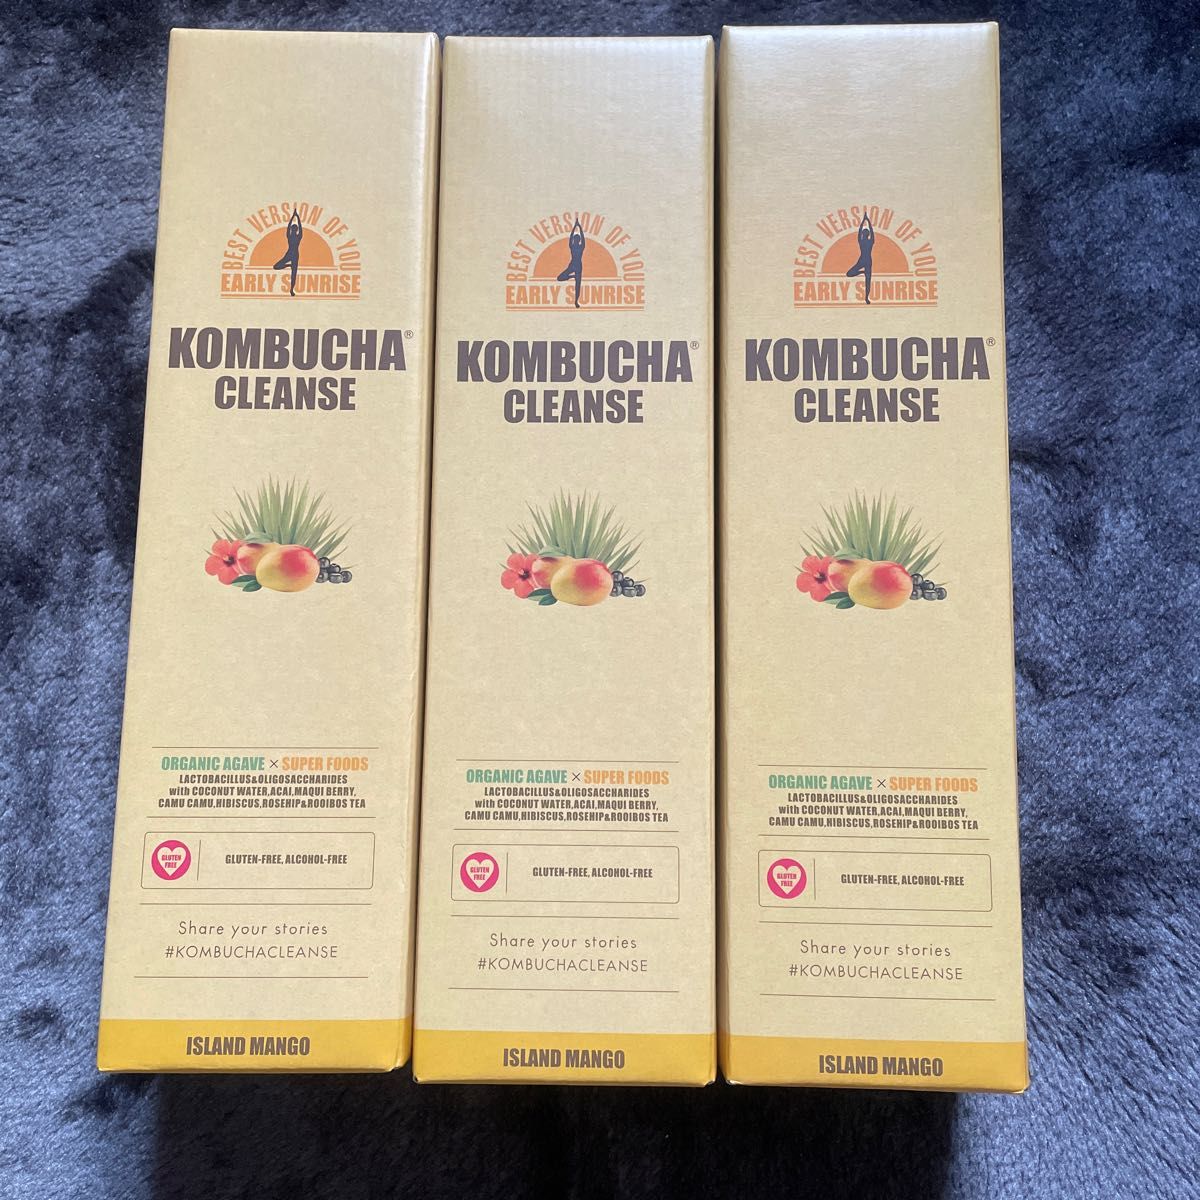 BEST VERSION OF YOU
EARLY SUNRISE
KOMBUCHA®
CLEANSE
ORGANIC AGAVE × SUPER FOODS
LACTOBACILLUS&OLIGOSACCHARIDES
with COCONUT WATER,ACAI,MAQUI BERRY,
CAMU CAMU,HIBISCUS,ROSEHIP&ROOIBOS TEA
GLUTEN
FREE
GLUTEN-FREE, ALCOHOL-FREE
Share your stories
#KOMBUCHACLEANSE
ISLAND MANGO
BEST VERSION OF YOU
EARLY SUNRISE
KOMBUCHA®
CLEANSE
ORGANIC AGAVE × SUPER FOODS
LACTOBACILLUS&OLIGOSACCHARIDES
with COCONUT WATER,ACAI,MAQUI BERRY,
CAMU CAMU,HIBISCUS,ROSEHIP&ROOIBOS TEA
GLUTEN
FREE
GLUTEN-FREE, ALCOHOL-FREE
Share your stories
#KOMBUCHACLEANSE
ISLAND MANGO
BEST VERSION OF YOU
EARLY SUNRISE
KOMBUCHA®
CLEANSE
ORGANIC AGAVE × SUPER FOODS
LACTOBACILLUS&OLIGOSACCHARIDES
with COCONUT WATER,ACAI,MAQUI BERRY,
CAMU CAMU,HIBISCUS,ROSEHIP&ROOIBOS TEA
GLUTEN
FREE
GLUTEN-FREE, ALCOHOL-FREE
Share your stories
#KOMBUCHACLEANSE
ISLAND MANGO